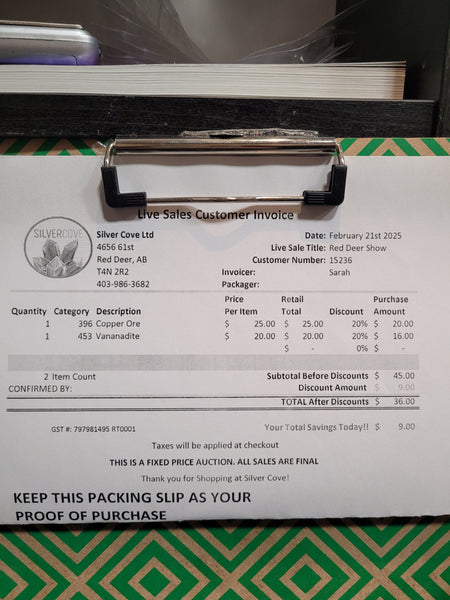 Live Sales Customer Invoice
SILVERCOVE
Silver Cove Ltd
4656 61st
Red Deer, AB
T4N 2R2
403-986-3682
Date: February 21st 2025
Live Sale Title: Red Deer Show
Customer Number: 15236
Invoicer: Sarah
Packager:
Quantity Category Description Price Per Item Retail Total Discount Purchase Amount
1 396 Copper Ore $ 25.00 $ 25.00 20% $ 20.00
1 453 Vananadite $ 20.00 $ 20.00 20% $ 16.00
$ - 0% $ -
2 Item Count Subtotal Before Discounts $ 45.00
CONFIRMED BY: Discount Amount $ 9.00
TOTAL After Discounts $ 36.00
GST #: 797981495 RT0001 Your Total Savings Today!! $ 9.00
Taxes will be applied at checkout
THIS IS A FIXED PRICE AUCTION. ALL SALES ARE FINAL
Thank you for Shopping at Silver Cove!
KEEP THIS PACKING SLIP AS YOUR
PROOF OF PURCHASE